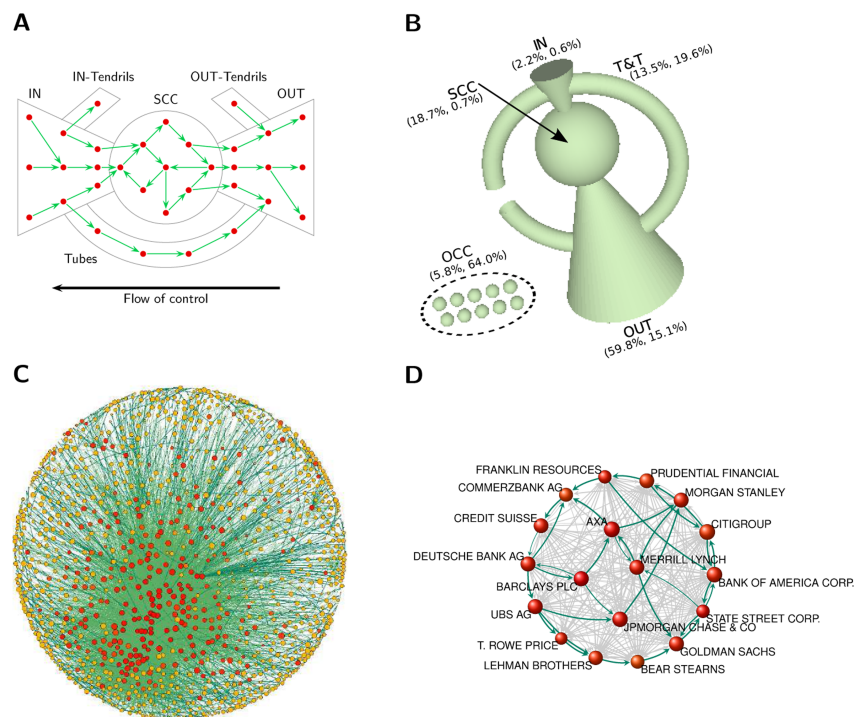 A
IN
IN-Tendrils
SCC
OUT-Tendrils
OUT
Tubes
Flow of control
B
IN
(2.2%, 0.6%)
T&T
(13.5%, 19.6%)
SCC
(18.7%, 0.7%)
OCC
(5.8%, 64.0%)
OUT
(59.8%, 15.1%)
C
D
FRANKLIN RESOURCES
PRUDENTIAL FINANCIAL
COMMERZBANK AG
MORGAN STANLEY
CREDIT SUISSE
AXA
CITIGROUP
DEUTSCHE BANK AG
MERRILL LYNCH
BARCLAYS PLC
BANK OF AMERICA CORP.
UBS AG
STATE STREET CORP.
JPMORGAN CHASE & CO
T. ROWE PRICE
GOLDMAN SACHS
LEHMAN BROTHERS
BEAR STEARNS